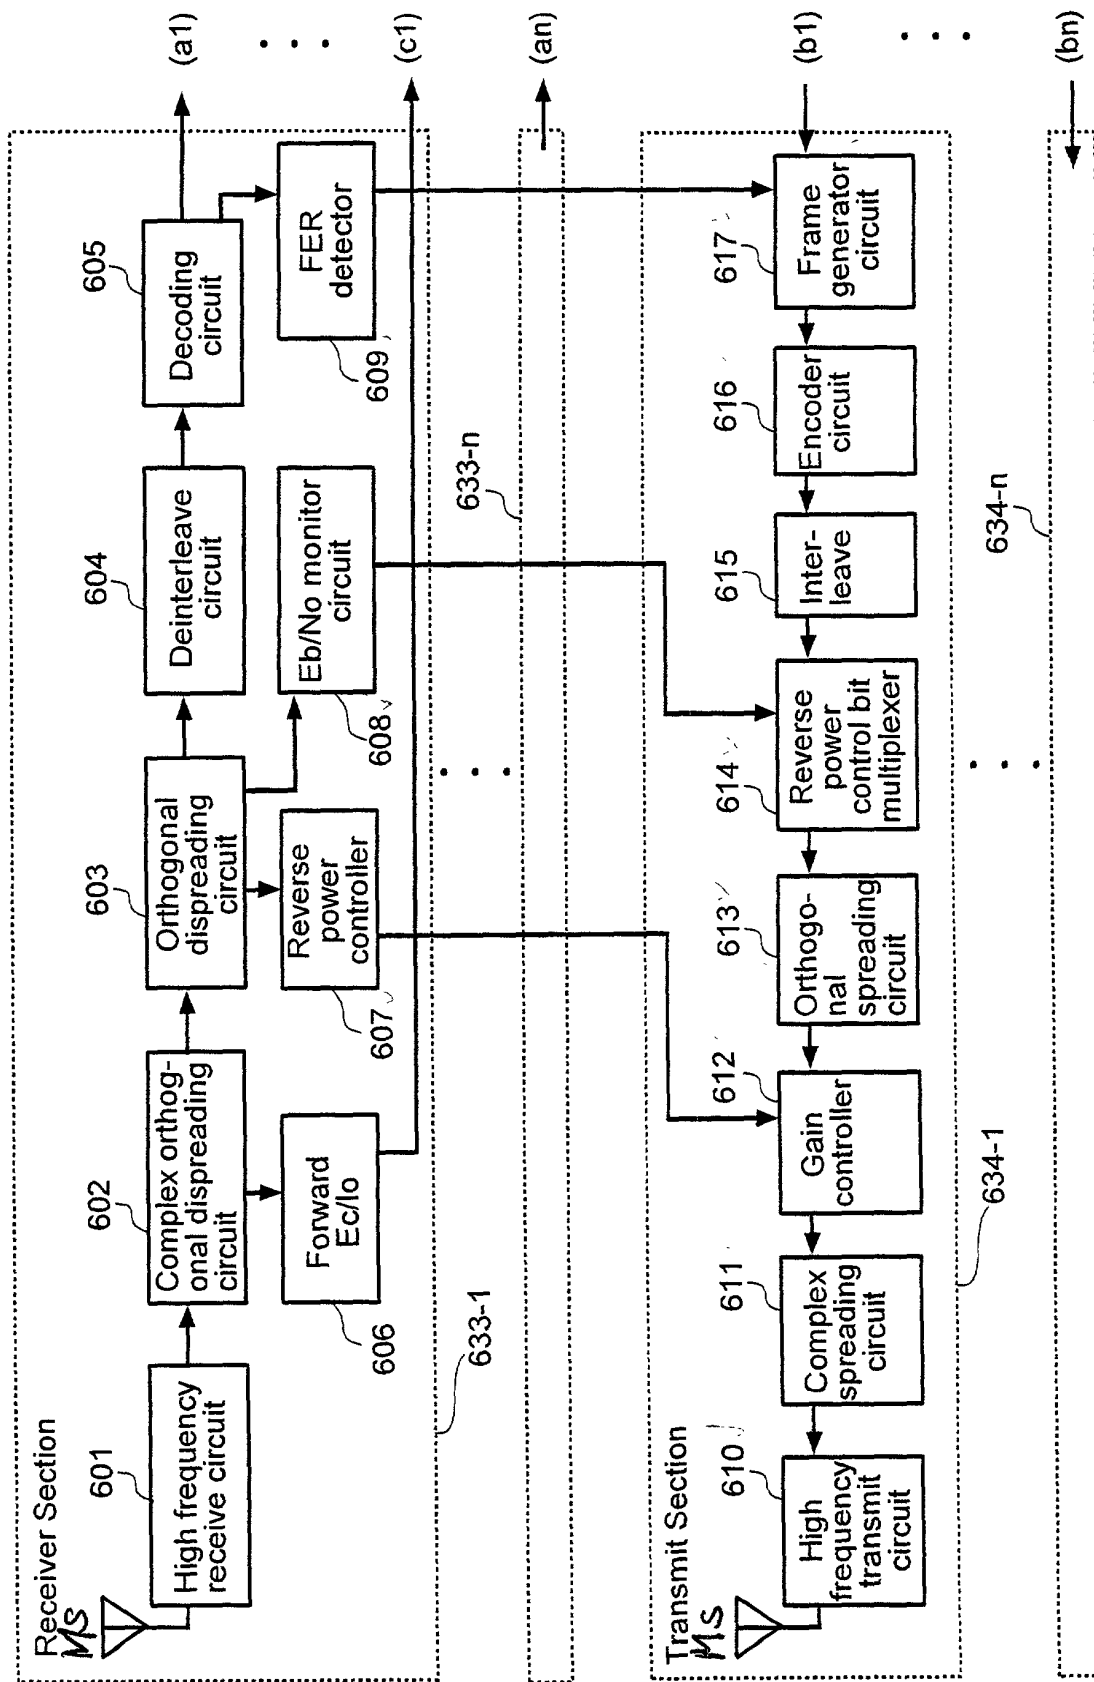 Receiver Section
MS
601
High frequency
receive circuit
602
Complex orthog-
onal dispreading
circuit
603
Orthogonal
dispreading
circuit
604
Deinterleave
circuit
605
Decoding
circuit
(a1)
606
Forward
Ec/Io
607
Reverse
power
controller
608
Eb/No monitor
circuit
609
FER
detector
(c1)
633-1
633-n
(an)
Transmit Section
MS
610
High
frequency
transmit
circuit
611
Complex
spreading
circuit
612
Gain
controller
613
Orthogo-
nal
spreading
circuit
614
Reverse
power
control bit
multiplexer
615
Inter-
leave
616
Encoder
circuit
617
Frame
generator
circuit
(b1)
634-1
634-n
(bn)